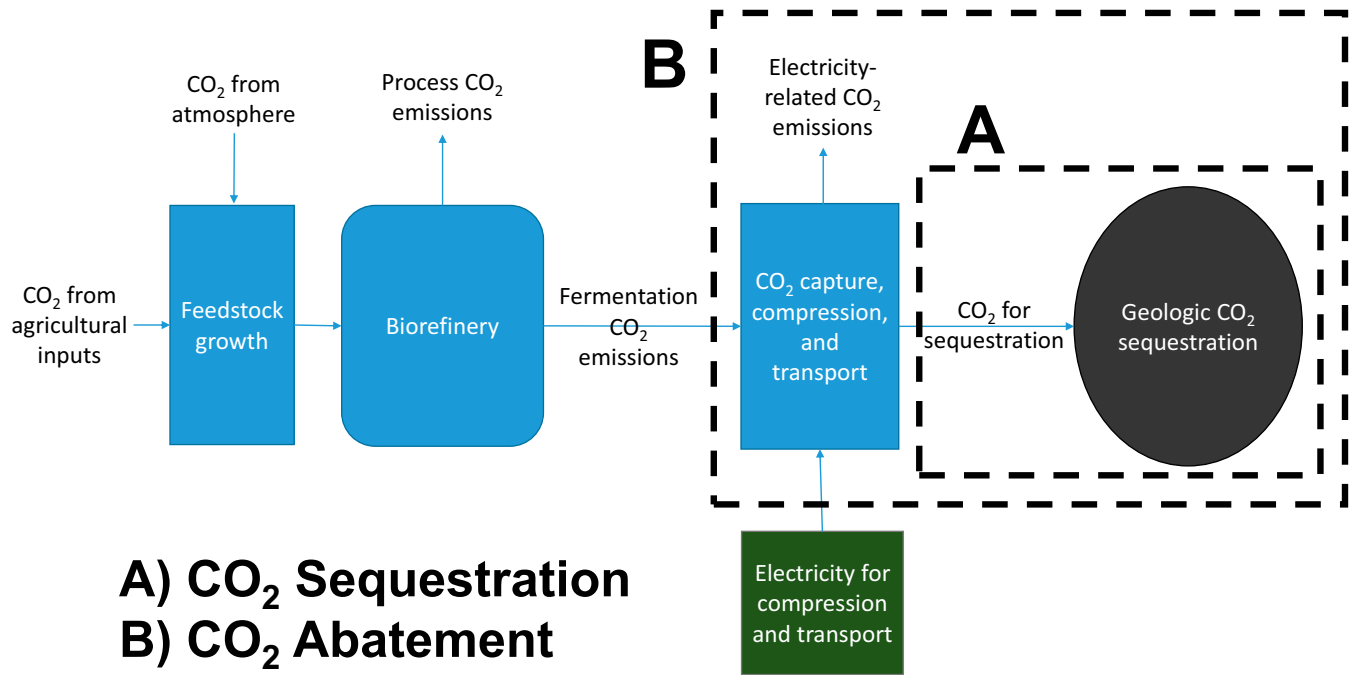 B
Electricity-
related CO₂
emissions
A
CO₂ from
atmosphere
Process CO₂
emissions
CO₂ from
agricultural
inputs
Feedstock
growth
Biorefinery
Fermentation
CO₂
emissions
CO₂ capture,
compression,
and
transport
CO₂ for
sequestration
Geologic CO₂
sequestration
Electricity for
compression
and transport
A) CO₂ Sequestration
B) CO₂ Abatement